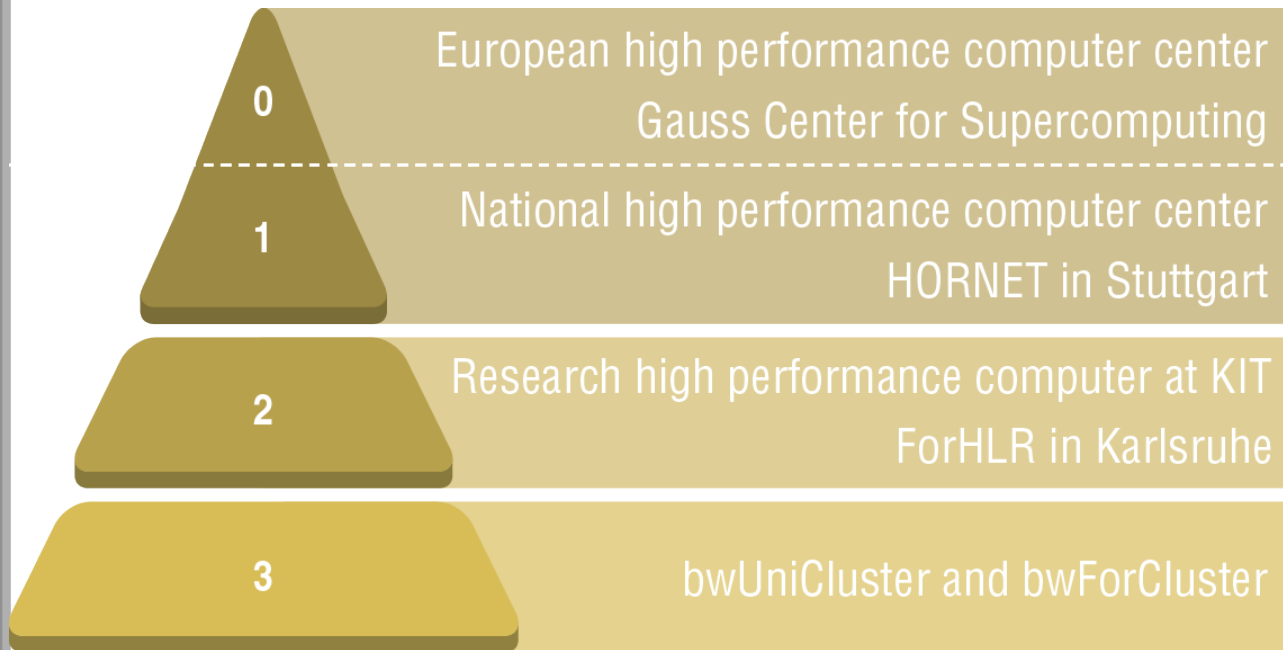 0
European high performance computer center
Gauss Center for Supercomputing
1
National high performance computer center
HORNET in Stuttgart
2
Research high performance computer at KIT
ForHLR in Karlsruhe
3
bwUniCluster and bwForCluster